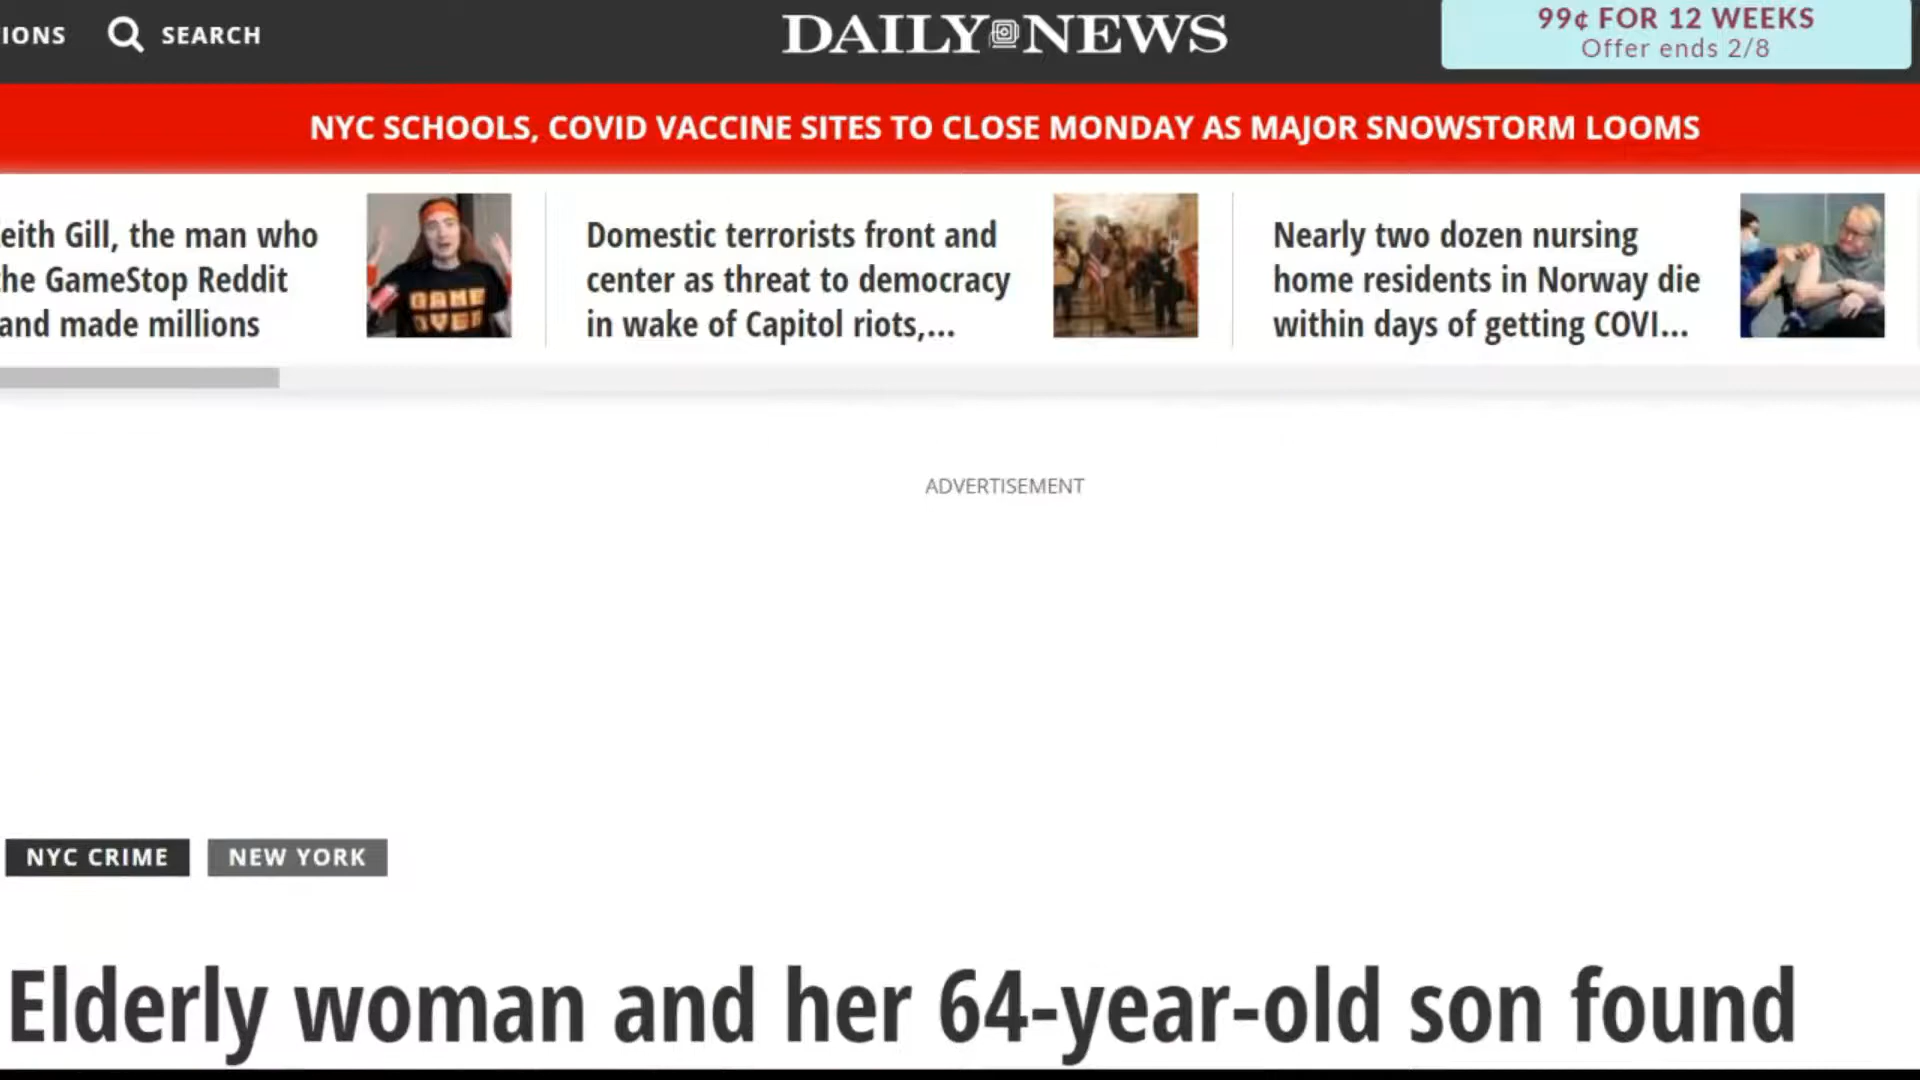 IONS
SEARCH
DAILY NEWS
99¢ FOR 12 WEEKS
Offer ends 2/8
NYC SCHOOLS, COVID VACCINE SITES TO CLOSE MONDAY AS MAJOR SNOWSTORM LOOMS
eith Gill, the man who
the GameStop Reddit
and made millions
GAME
OVER
Domestic terrorists front and
center as threat to democracy
in wake of Capitol riots,...
Nearly two dozen nursing
home residents in Norway die
within days of getting COVI...
ADVERTISEMENT
NYC CRIME
NEW YORK
Elderly woman and her 64-year-old son found